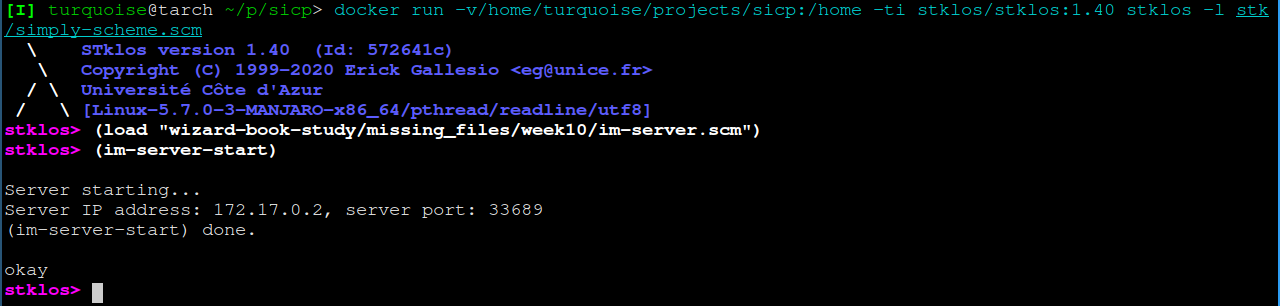 [I] turquoise@tarch ~/p/sicp> docker run -v/home/turquoise/projects/sicp:/home -ti stklos/stklos:1.40 stklos -l stk
/simply-scheme.scm
  \    STklos version 1.40  (Id: 572641c)
   \   Copyright (C) 1999-2020 Erick Gallesio <eg@unice.fr>
  / \  Université Côte d'Azur
 /   \ [Linux-5.7.0-3-MANJARO-x86_64/pthread/readline/utf8]
stklos> (load "wizard-book-study/missing_files/week10/im-server.scm")
stklos> (im-server-start)
Server starting...
Server IP address: 172.17.0.2, server port: 33689
(im-server-start) done.
okay
stklos>